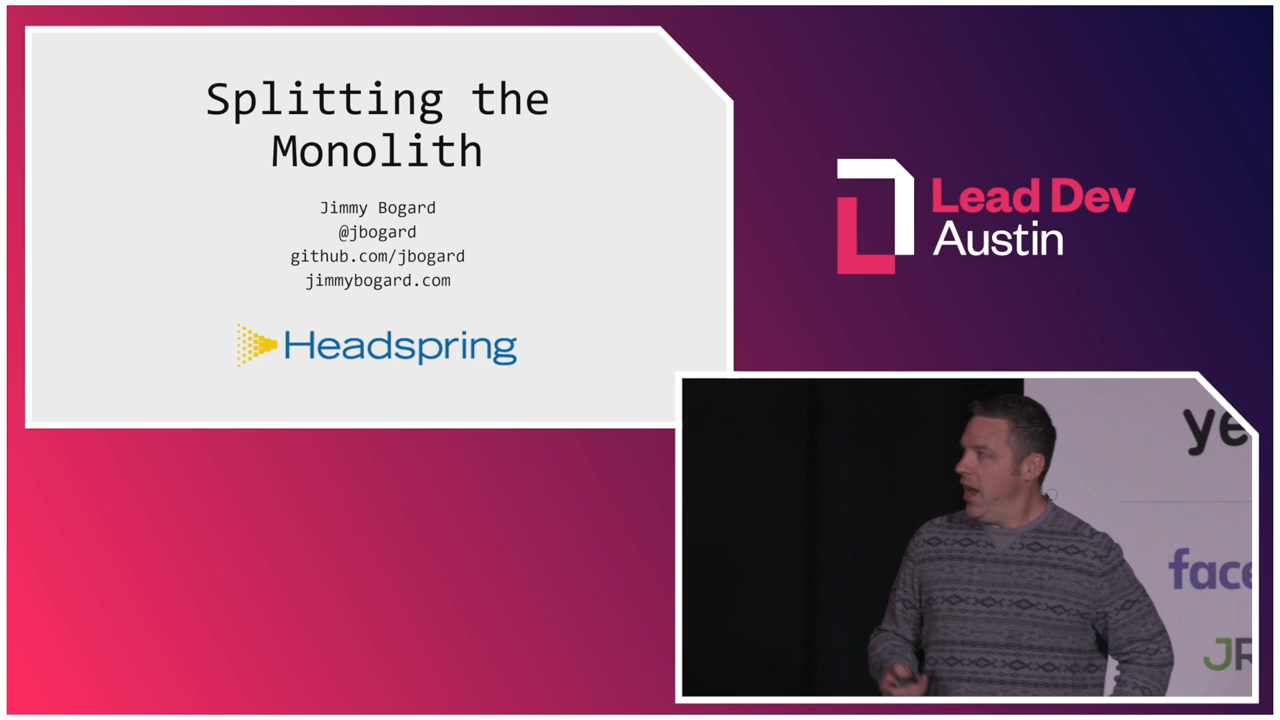 Splitting the
Monolith
Jimmy Bogard
@jbogard
github.com/jbogard
jimmybogard.com
Headspring
Lead Dev
Austin